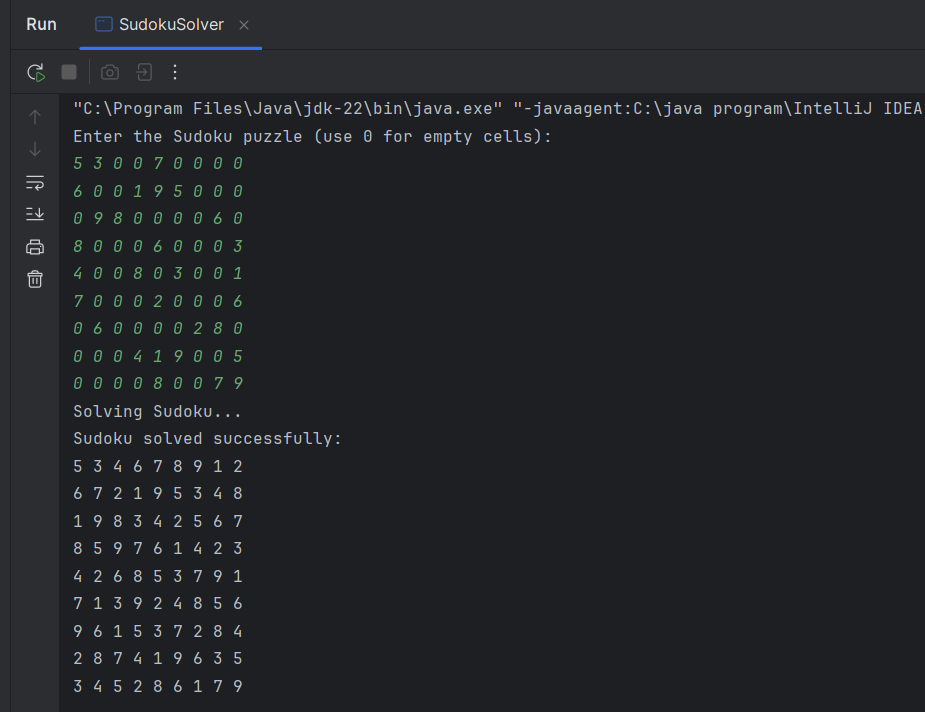 Run SudokuSolver
"C:\Program Files\Java\jdk-22\bin\java.exe" "-javaagent:C:\java program\IntelliJ IDEA
Enter the Sudoku puzzle (use 0 for empty cells):
5 3 0 0 7 0 0 0 0
6 0 0 1 9 5 0 0 0
0 9 8 0 0 0 0 6 0
8 0 0 0 6 0 0 0 3
4 0 0 8 0 3 0 0 1
7 0 0 0 2 0 0 0 6
0 6 0 0 0 0 2 8 0
0 0 0 4 1 9 0 0 5
0 0 0 0 8 0 0 7 9
Solving Sudoku...
Sudoku solved successfully:
5 3 4 6 7 8 9 1 2
6 7 2 1 9 5 3 4 8
1 9 8 3 4 2 5 6 7
8 5 9 7 6 1 4 2 3
4 2 6 8 5 3 7 9 1
7 1 3 9 2 4 8 5 6
9 6 1 5 3 7 2 8 4
2 8 7 4 1 9 6 3 5
3 4 5 2 8 6 1 7 9